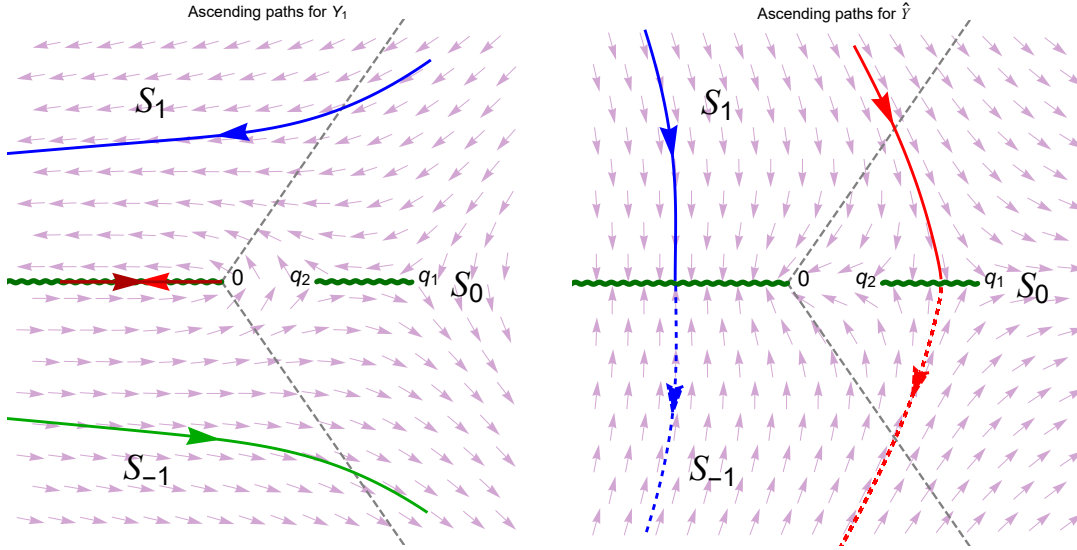 Ascending paths for Y₁
S₁
0
q₂
q₁
S₀
S₋₁
Ascending paths for Ŷ
S₁
0
q₂
q₁
S₀
S₋₁